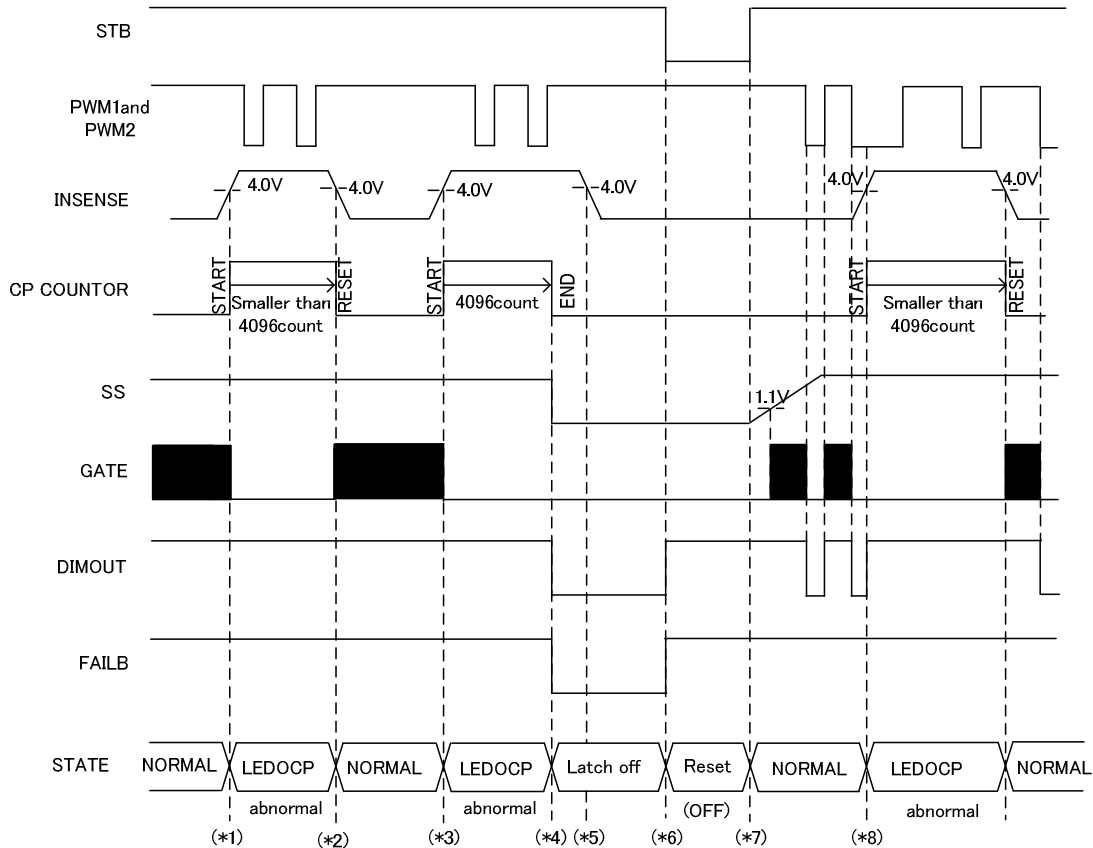 STB
PWM1and
PWM2
INSENSE
4.0V
4.0V
4.0V
4.0V
4.0V
4.0V
CP COUNTOR
START
Smaller than
4096count
RESET
START
4096count
END
START
Smaller than
4096count
RESET
SS
1.1V
GATE
DIMOUT
FAILB
STATE
NORMAL
LEDOCP
NORMAL
LEDOCP
Latch off
Reset
NORMAL
LEDOCP
NORMAL
abnormal
abnormal
(OFF)
abnormal
(*1)
(*2)
(*3)
(*4)
(*5)
(*6)
(*7)
(*8)